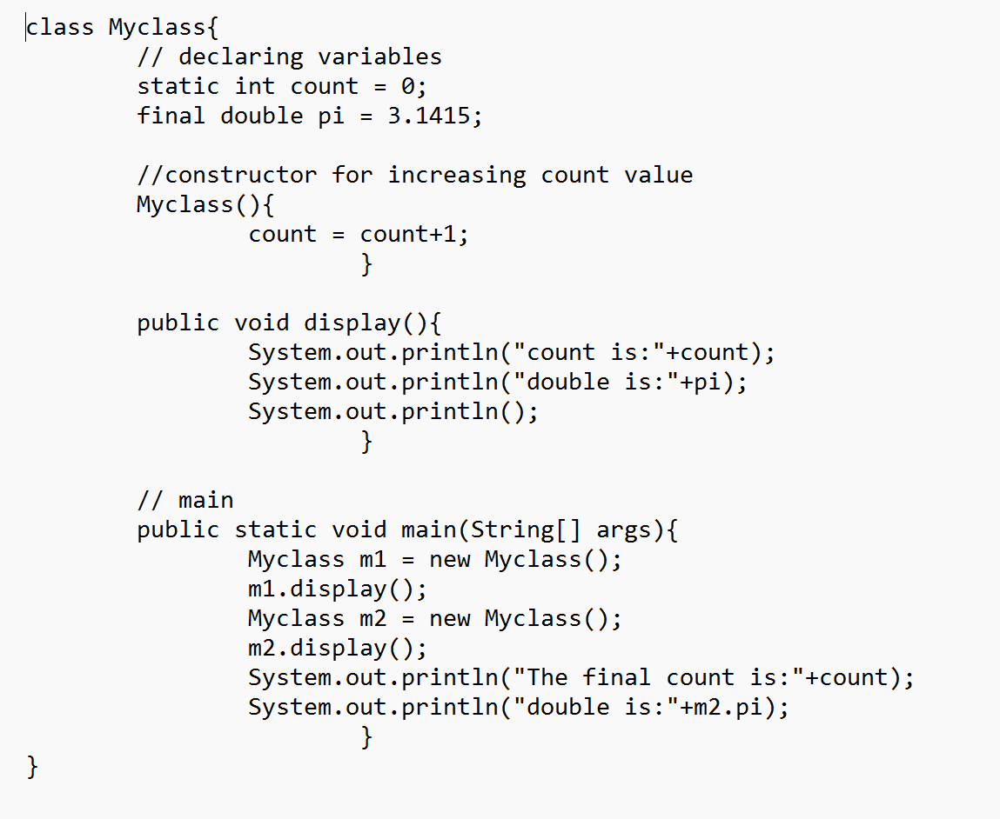 class Myclass{
// declaring variables
static int count = 0;
final double pi = 3.1415;
//constructor for increasing count value
Myclass(){
count = count+1;
}
public void display(){
System.out.println("count is:"+count);
System.out.println("double is:"+pi);
System.out.println();
}
// main
public static void main(String[] args){
Myclass m1 = new Myclass();
m1.display();
Myclass m2 = new Myclass();
m2.display();
System.out.println("The final count is:"+count);
System.out.println("double is:"+m2.pi);
}
}